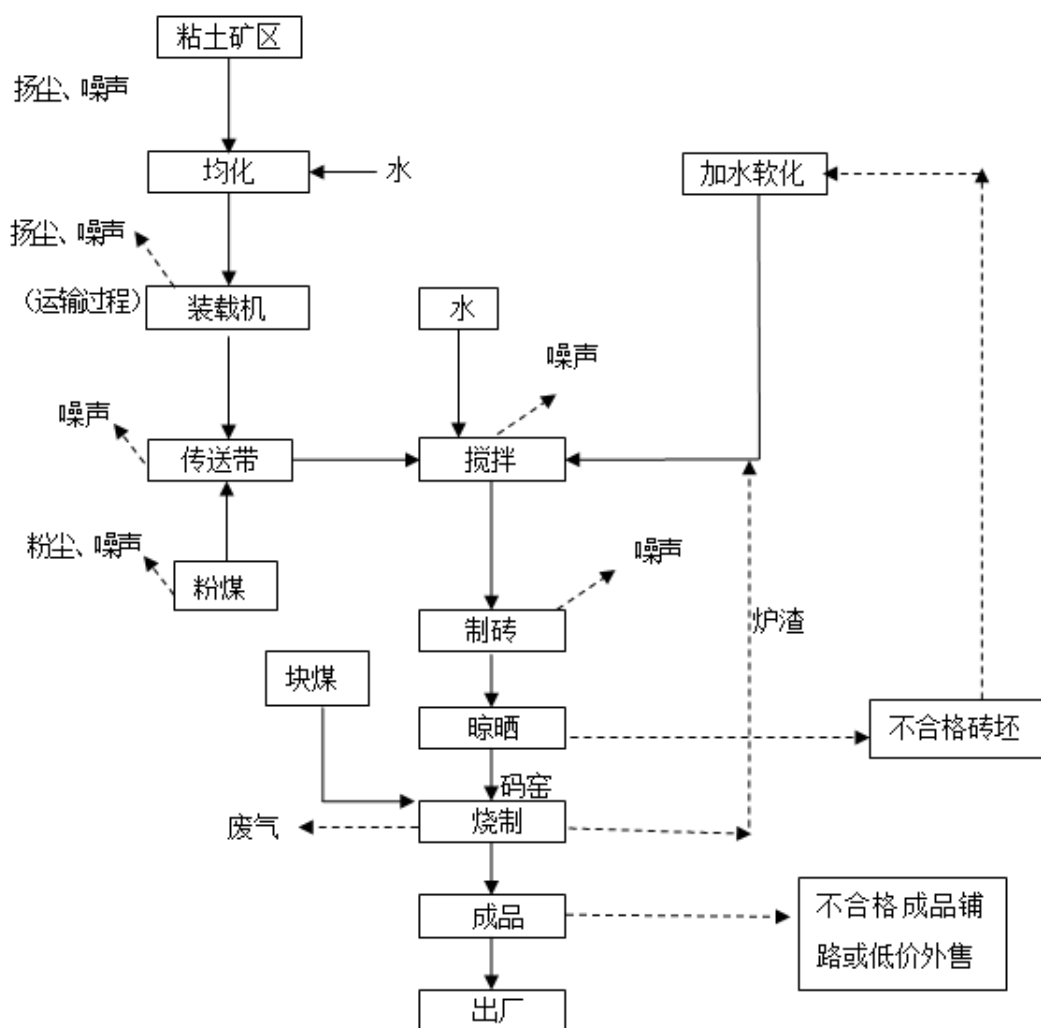 粘土矿区
扬尘、噪声
均化
水
加水软化
扬尘、噪声
（运输过程）
装载机
水
噪声
噪声
传送带
搅拌
粉尘、噪声
粉煤
噪声
制砖
炉渣
块煤
晾晒
不合格砖坯
码窑
烧制
废气
成品
不合格成品铺
路或低价外售
出厂